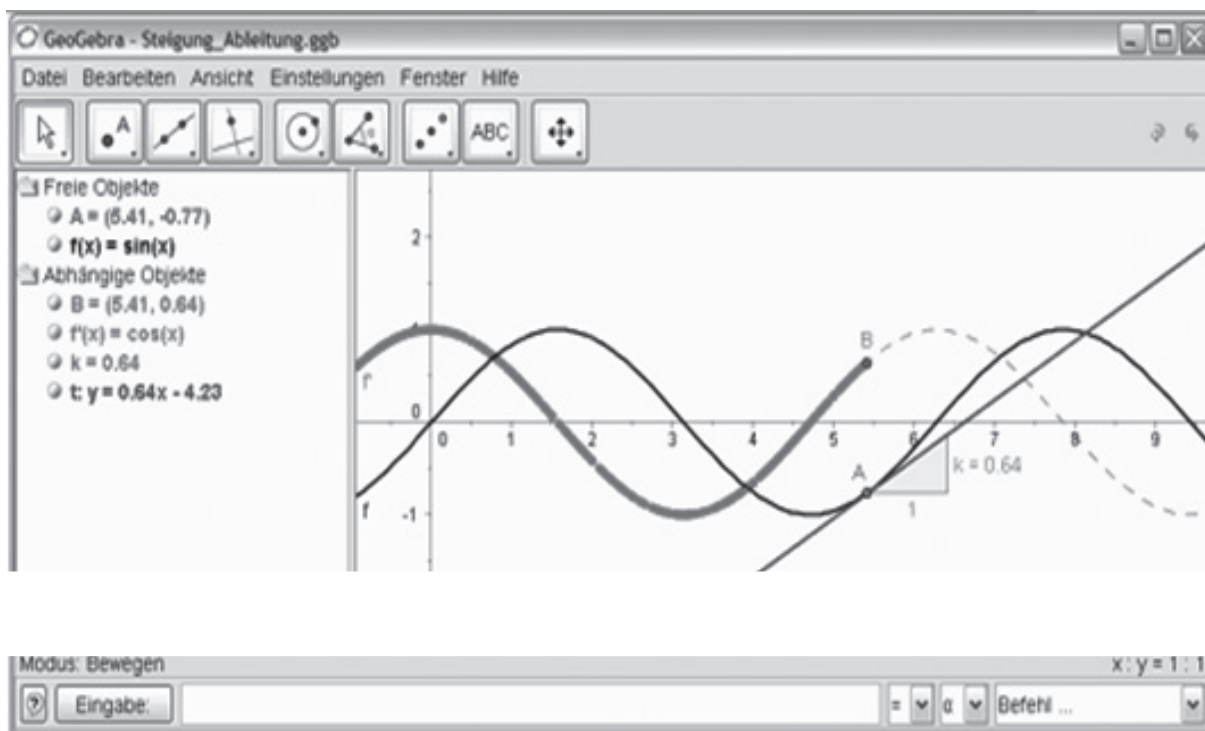 GeoGebra - Steigung_Ableitung.ggb
Datei Bearbeiten Ansicht Einstellungen Fenster Hilfe
A ABC
Freie Objekte
A = (5.41, -0.77)
f(x) = sin(x)
Abhängige Objekte
B = (5.41, 0.64)
f'(x) = cos(x)
k = 0.64
t: y = 0.64x - 4.23
2
1
B
f'
0
0 1 2 3 4 5 6 7 8 9
A
k = 0.64
1
f
-1
Modus: Bewegen
x : y = 1 : 1
Eingabe: = α Befehl ...